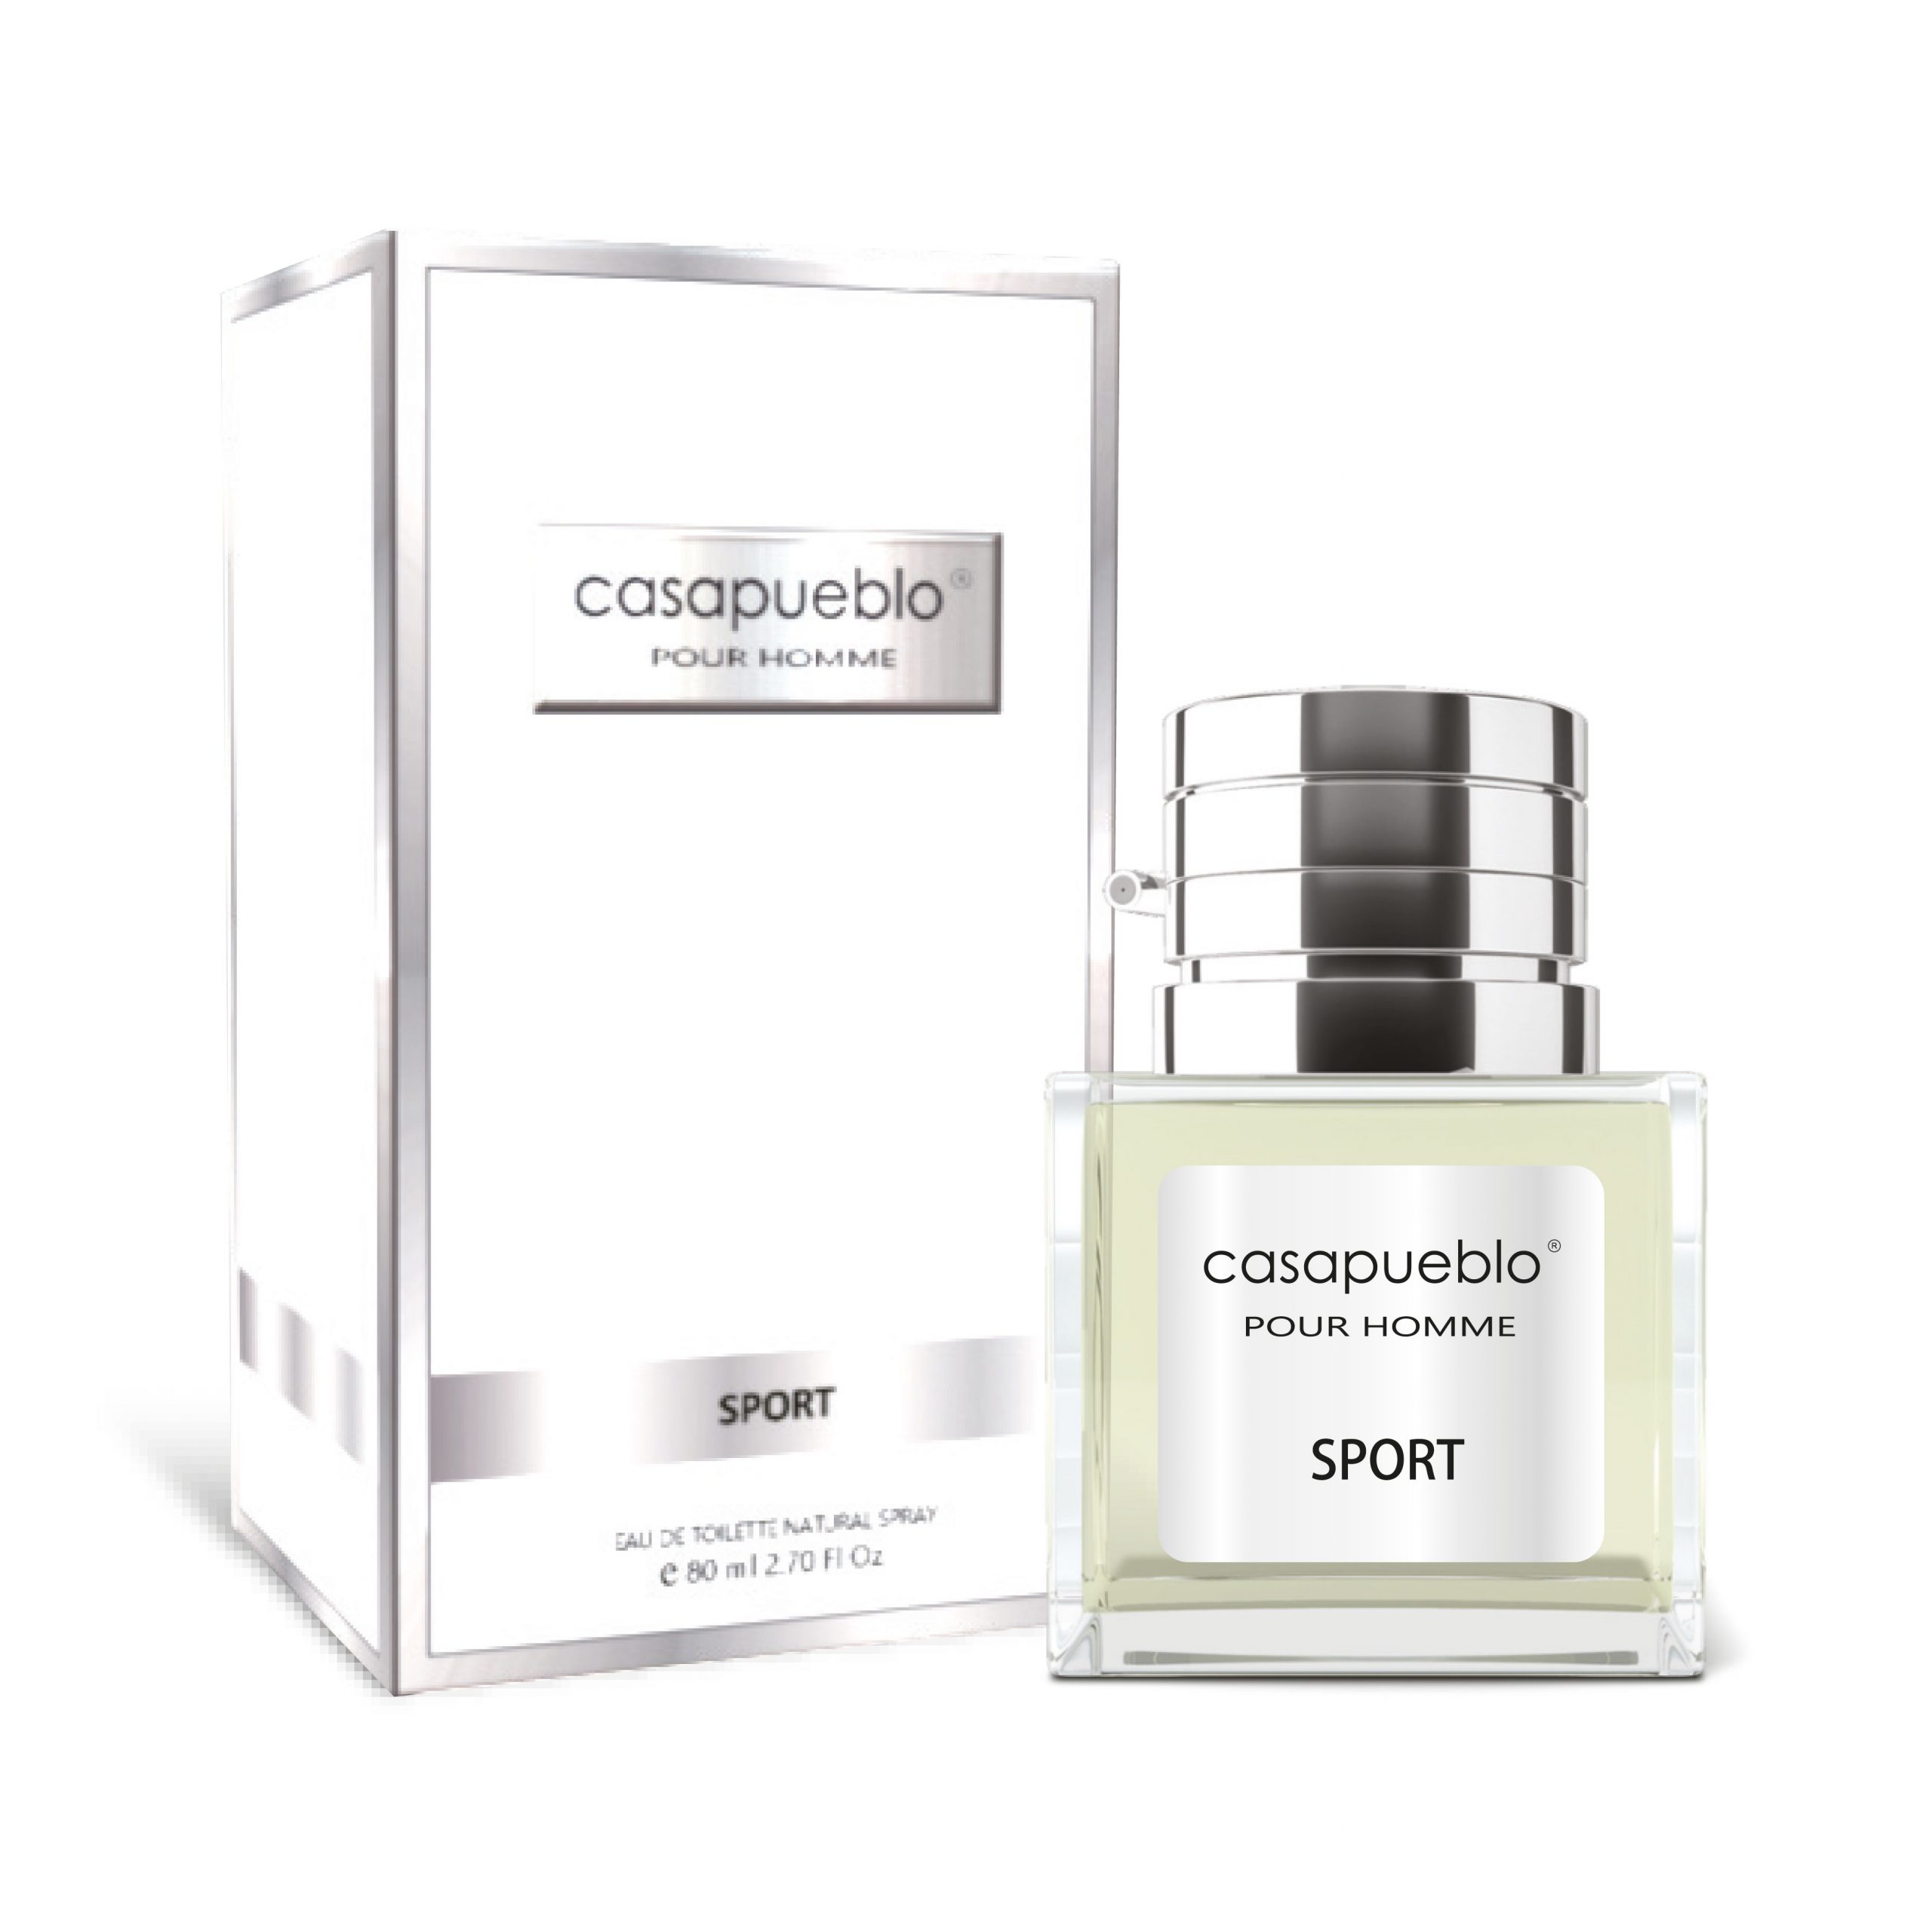 casapueblo®
POUR HOMME
SPORT
EAU DE TOILETTE NATURAL SPRAY
e 80 ml 2.70 Fl Oz
casapueblo®
POUR HOMME
SPORT